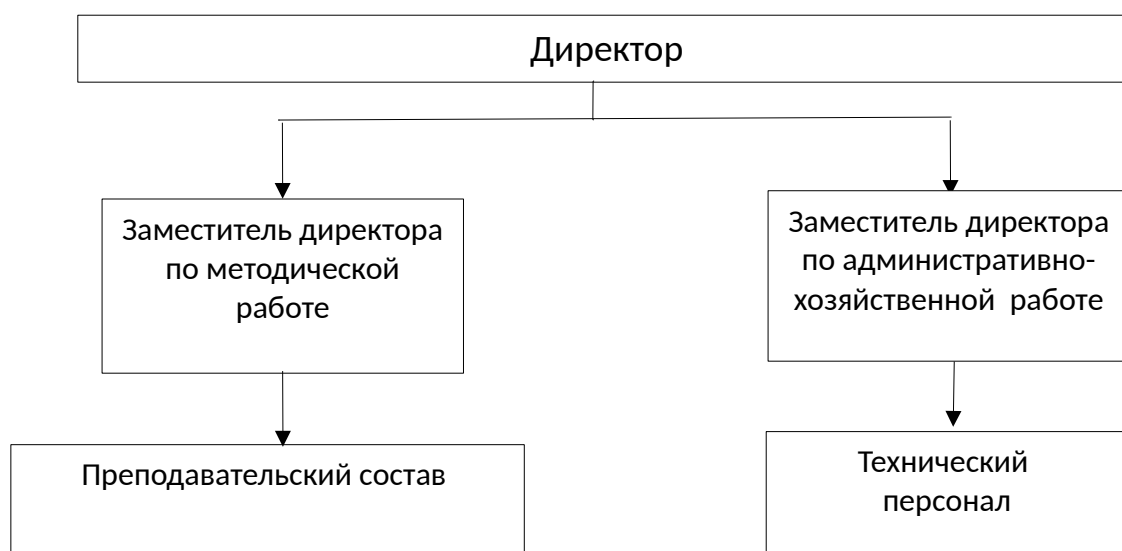 Директор
Заместитель директора
по методической
работе
Заместитель директора
по административно-
хозяйственной  работе
Преподавательский состав
Технический
персонал